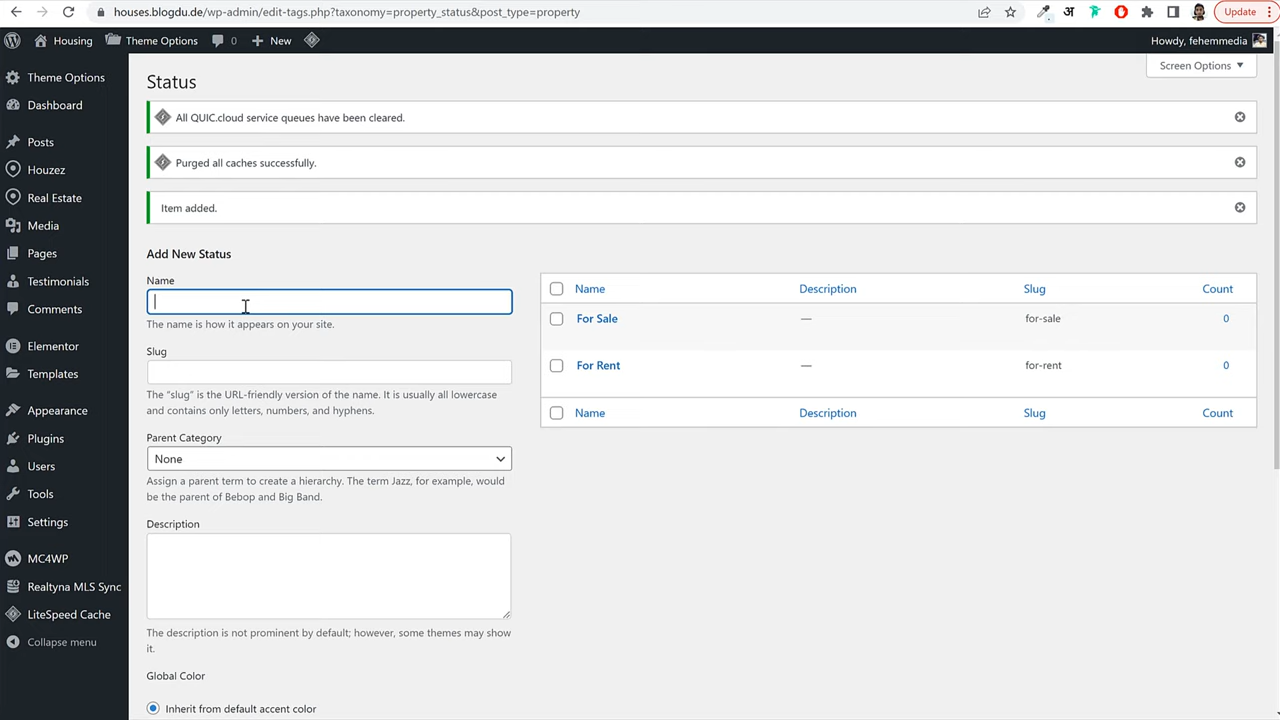 houses.blogdu.de/wp-admin/edit-tags.php?taxonomy=property_status&post_type=property
अ
Update
Housing
Theme Options
0
New
Howdy, fehemmedia
Screen Options
Theme Options
Dashboard
Posts
Houzez
Real Estate
Media
Pages
Testimonials
Comments
Elementor
Templates
Appearance
Plugins
Users
Tools
Settings
MC4WP
Realtyna MLS Sync
LiteSpeed Cache
Collapse menu
Status
All QUIC.cloud service queues have been cleared.
Purged all caches successfully.
Item added.
Add New Status
Name
The name is how it appears on your site.
Slug
The “slug” is the URL-friendly version of the name. It is usually all lowercase
and contains only letters, numbers, and hyphens.
Parent Category
None
Assign a parent term to create a hierarchy. The term Jazz, for example, would
be the parent of Bebop and Big Band.
Description
The description is not prominent by default; however, some themes may show
it.
Global Color
Inherit from default accent color
Name Description Slug Count
For Sale — for-sale 0
For Rent — for-rent 0
Name Description Slug Count